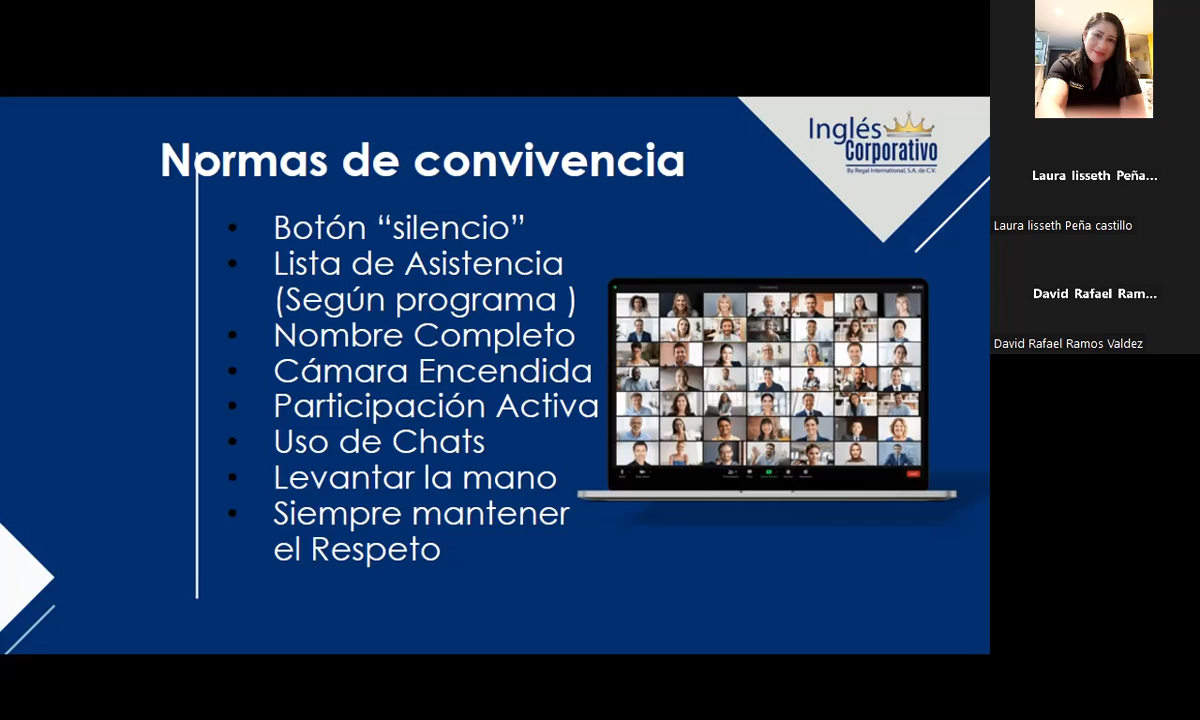 Normas de convivencia
Inglés
Corporativo
By Regal International, S.A. de C.V.
• Botón “silencio”
• Lista de Asistencia
(Según programa )
• Nombre Completo
• Cámara Encendida
• Participación Activa
• Uso de Chats
• Levantar la mano
• Siempre mantener
el Respeto
Laura lisseth Peña...
Laura lisseth Peña castillo
David Rafael Ram...
David Rafael Ramos Valdez